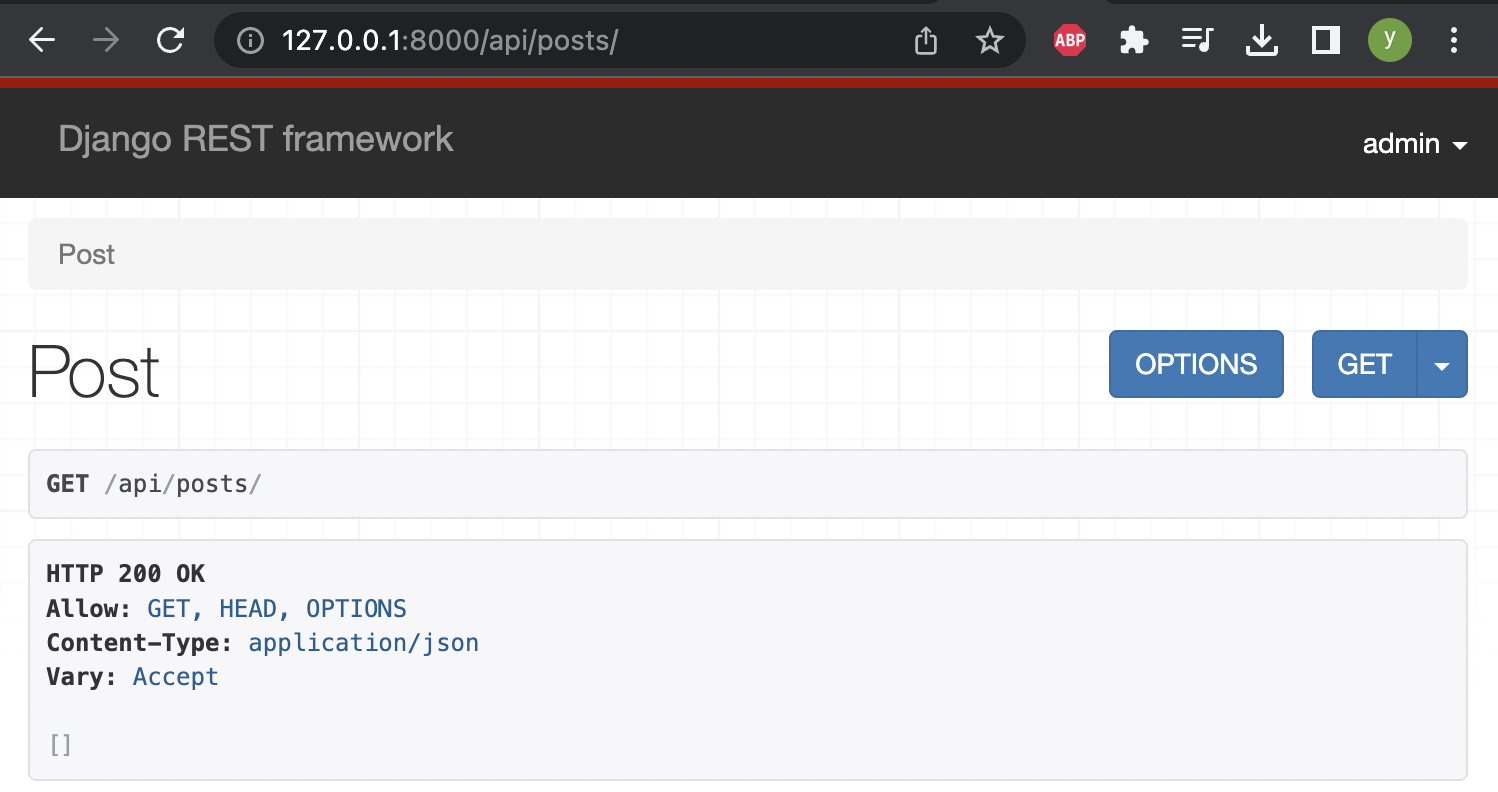 127.0.0.1:8000/api/posts/
ABP
y
Django REST framework
admin
Post
Post
OPTIONS
GET
GET /api/posts/
HTTP 200 OK
Allow: GET, HEAD, OPTIONS
Content-Type: application/json
Vary: Accept
[]